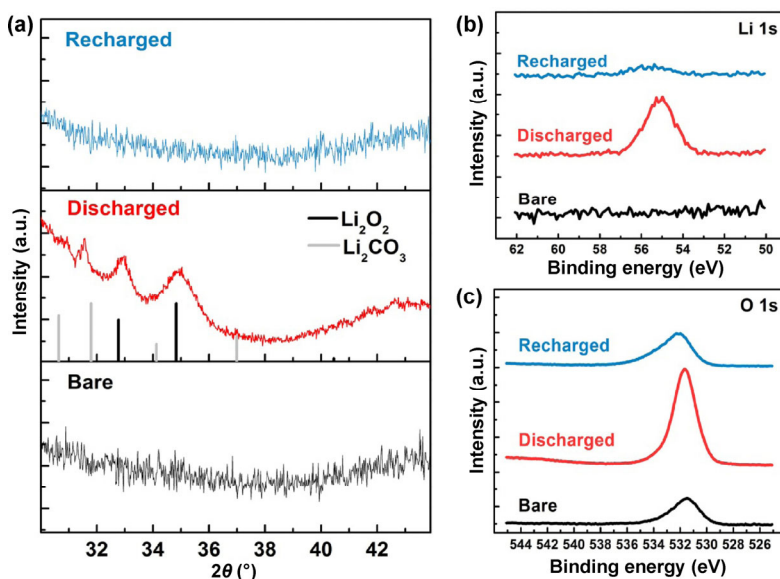 (a)
Recharged
Discharged
Li₂O₂
Li₂CO₃
Bare
Intensity (a.u.)
32 34 36 38 40 42
2θ (°)
(b)
Li 1s
Recharged
Discharged
Bare
Intensity (a.u.)
62 60 58 56 54 52 50
Binding energy (eV)
(c)
O 1s
Recharged
Discharged
Bare
Intensity (a.u.)
544 542 540 538 536 534 532 530 528 526
Binding energy (eV)